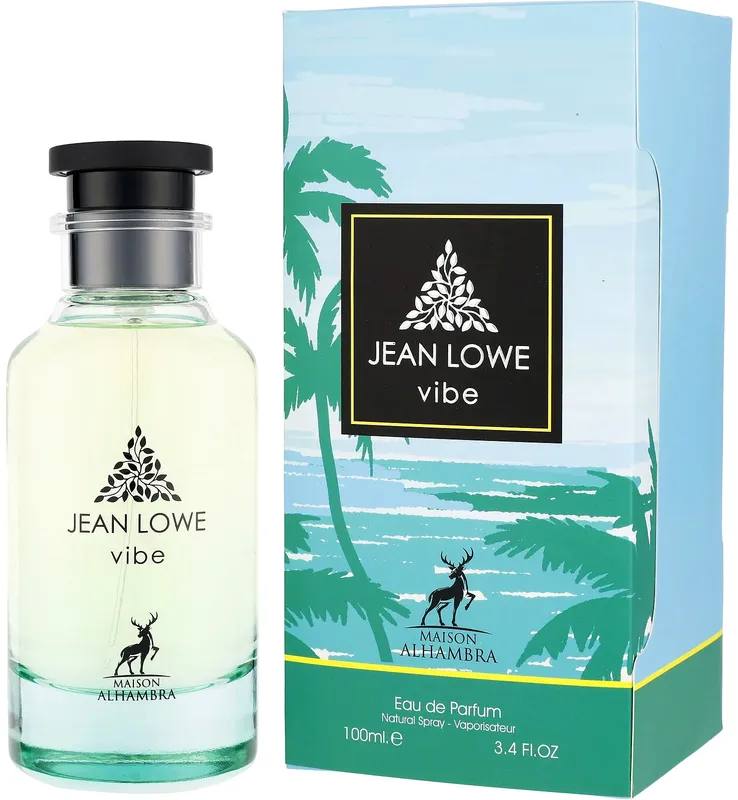 JEAN LOWE
vibe
MAISON
ALHAMBRA
JEAN LOWE
vibe
MAISON
ALHAMBRA
Eau de Parfum
Natural Spray - Vaporisateur
100ml.e 3.4 Fl.OZ